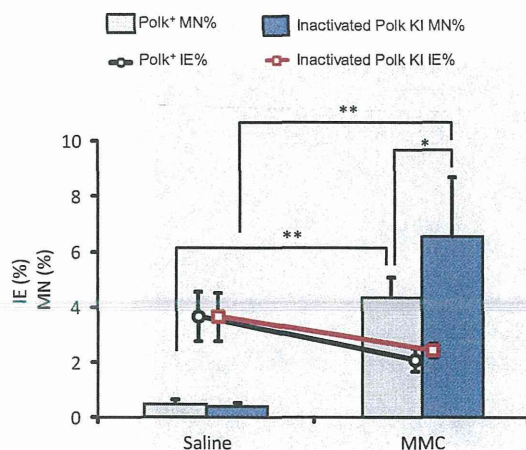 Polk⁺ MN% Inactivated Polk KI MN%
Polk⁺ IE% Inactivated Polk KI IE%
**
*
**
10
8
6
4
2
0
IE (%)
MN (%)
Saline MMC